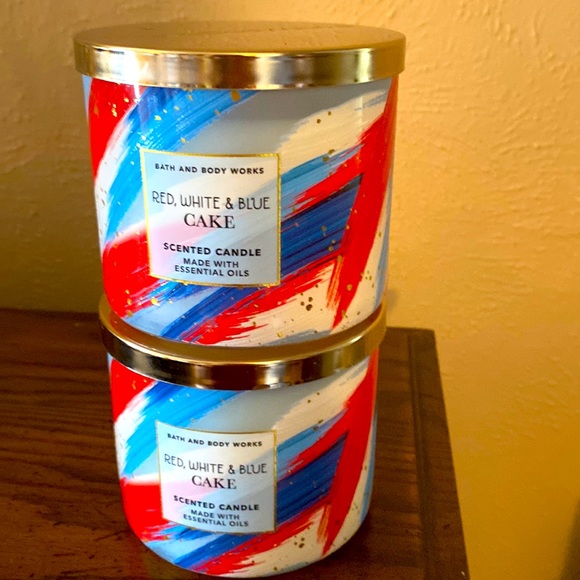 BATH AND BODY WORKS
RED, WHITE & BLUE
CAKE
SCENTED CANDLE
MADE WITH
ESSENTIAL OILS
BATH AND BODY WORKS
RED, WHITE & BLUE
CAKE
SCENTED CANDLE
MADE WITH
ESSENTIAL OILS